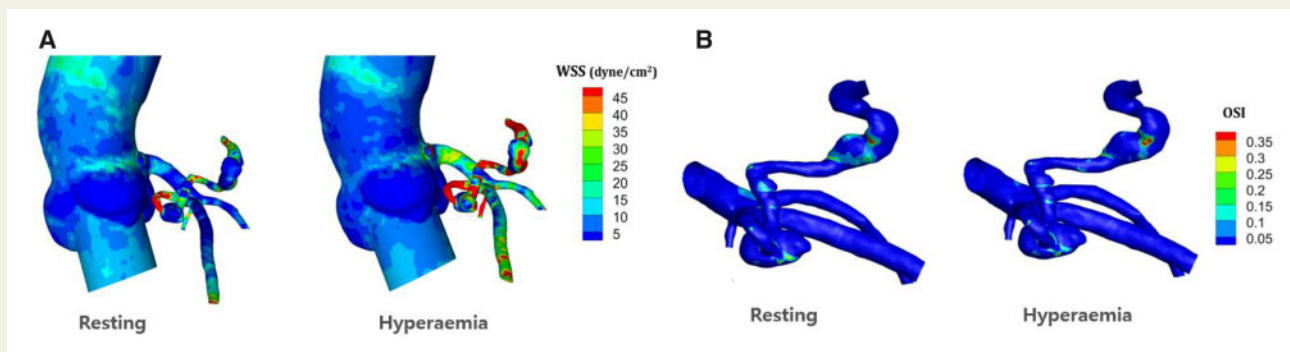 A
WSS (dyne/cm²)
45
40
35
30
25
20
15
10
5
Resting
Hyperaemia
B
OSI
0.35
0.3
0.25
0.2
0.15
0.1
0.05
Resting
Hyperaemia